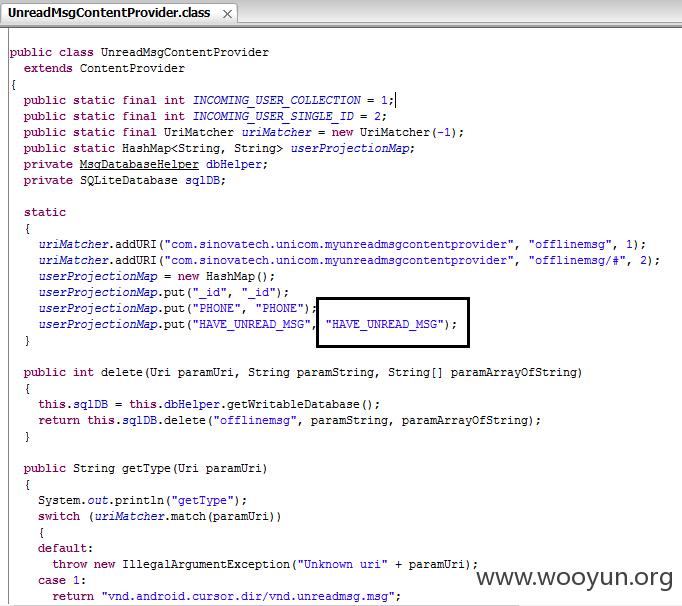 UnreadMsgContentProvider.class
public class UnreadMsgContentProvider
extends ContentProvider
{
public static final int INCOMING_USER_COLLECTION = 1;
public static final int INCOMING_USER_SINGLE_ID = 2;
public static final UriMatcher uriMatcher = new UriMatcher(-1);
public static HashMap<String, String> userProjectionMap;
private MsgDatabaseHelper dbHelper;
private SQLiteDatabase sqlDB;
static
{
uriMatcher.addURI("com.sinovatech.unicom.myunreadmsgcontentprovider", "offlinemsg", 1);
uriMatcher.addURI("com.sinovatech.unicom.myunreadmsgcontentprovider", "offlinemsg/#", 2);
userProjectionMap = new HashMap();
userProjectionMap.put("_id", "_id");
userProjectionMap.put("PHONE", "PHONE");
userProjectionMap.put("HAVE_UNREAD_MSG", "HAVE_UNREAD_MSG");
}
public int delete(Uri paramUri, String paramString, String[] paramArrayOfString)
{
this.sqlDB = this.dbHelper.getWritableDatabase();
return this.sqlDB.delete("offlinemsg", paramString, paramArrayOfString);
}
public String getType(Uri paramUri)
{
System.out.println("getType");
switch (uriMatcher.match(paramUri))
{
default:
throw new IllegalArgumentException("Unknown uri" + paramUri);
case 1:
return "vnd.android.cursor.dir/vnd.unreadmsg.msg";
www.wooyun.org